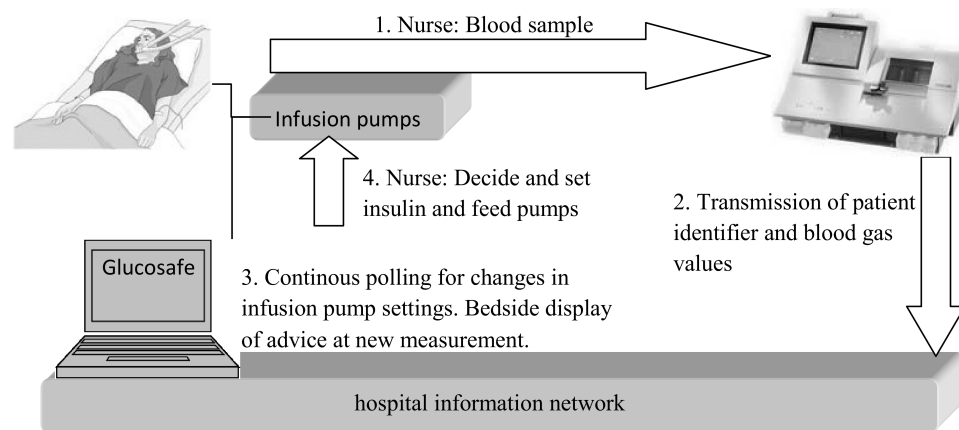 1. Nurse: Blood sample
Infusion pumps
4. Nurse: Decide and set
insulin and feed pumps
2. Transmission of patient
identifier and blood gas
values
Glucosafe
3. Continous polling for changes in
infusion pump settings. Bedside display
of advice at new measurement.
hospital information network